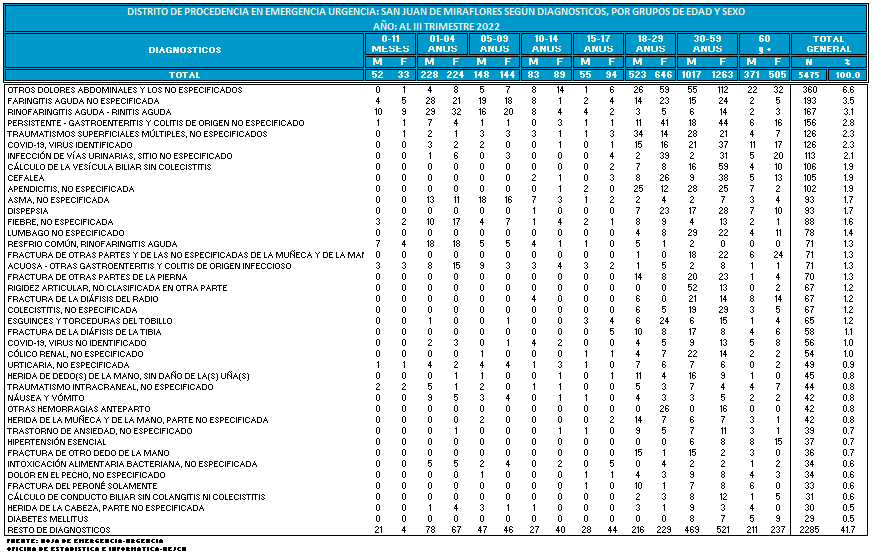 DISTRITO DE PROCEDENCIA EN EMERGENCIA URGENCIA: SAN JUAN DE MIRAFLORES SEGÚN DIAGNOSTICOS, POR GRUPOS DE EDAD Y SEXO
AÑO: AL III TRIMESTRE 2022
DIAGNOSTICOS 0-11 MESES 01-04 ANUS 05-09 ANUS 10-14 ANUS 15-17 ANUS 18-29 ANUS 30-59 ANUS 60 y + TOTAL GENERAL
M F M F M F M F M F M F M F M F N %
TOTAL 52 33 228 224 148 144 83 89 55 94 523 646 1017 1263 371 505 5475 100.0
OTROS DOLORES ABDOMINALES Y LOS NO ESPECIFICADOS 0 1 4 8 5 7 8 14 1 6 26 59 55 112 22 32 360 6.6
FARINGITIS AGUDA NO ESPECIFICADA 4 5 28 21 19 18 8 1 2 4 14 23 15 24 2 5 193 3.5
RINOFARINGITIS AGUDA - RINITIS AGUDA 10 9 29 32 16 20 8 4 4 2 3 5 6 14 2 3 167 3.1
PERSISTENTE - GASTROENTERITIS Y COLITIS DE ORIGEN NO ESPECIFICADO 1 1 7 4 1 1 0 3 1 1 11 41 18 44 6 16 156 2.8
TRAUMATISMOS SUPERFICIALES MÚLTIPLES, NO ESPECIFICADOS 0 1 2 1 3 3 1 1 1 3 34 14 28 21 4 7 126 2.3
COVID-19, VIRUS IDENTIFICADO 0 0 3 2 2 0 1 1 0 0 15 16 21 37 11 17 126 2.3
INFECCIÓN DE VÍAS URINARIAS, SITIO NO ESPECIFICADO 0 0 1 6 0 3 0 0 0 4 2 39 2 31 5 20 113 2.1
CÁLCULO DE LA VESÍCULA BILIAR SIN COLECISTITIS 0 0 0 0 0 0 0 0 0 2 7 8 16 59 4 10 106 1.9
CEFALEA 0 0 0 0 0 0 2 1 0 3 8 26 9 38 5 13 105 1.9
APENDICITIS, NO ESPECIFICADA 0 0 0 0 0 0 0 1 2 0 25 12 28 25 7 2 102 1.9
ASMA, NO ESPECIFICADA 0 0 13 11 18 16 7 3 1 2 2 4 2 7 3 4 93 1.7
DISPEPSIA 0 0 0 0 0 0 1 0 0 0 7 23 17 28 7 10 93 1.7
FIEBRE, NO ESPECIFICADA 3 2 10 17 4 7 1 4 2 1 8 9 4 13 2 1 88 1.6
LUMBAGO NO ESPECIFICADO 0 0 0 0 0 0 0 0 0 0 4 8 29 22 4 11 78 1.4
RESFRIO COMÚN, RINOFARINGITIS AGUDA 7 4 18 18 5 5 4 1 1 0 5 1 2 0 0 0 71 1.3
FRACTURA DE OTRAS PARTES Y DE LAS NO ESPECIFICADAS DE LA MUÑECA Y DE LA MAN 0 0 0 0 0 0 0 0 0 0 1 0 18 22 6 24 71 1.3
ACUOSA - OTRAS GASTROENTERITIS Y COLITIS DE ORIGEN INFECCIOSO 3 3 8 15 9 3 3 4 3 2 1 5 2 8 1 1 71 1.3
FRACTURA DE OTRAS PARTES DE LA PIERNA 0 0 0 0 0 0 0 0 0 0 14 8 20 23 1 4 70 1.3
RIGIDEZ ARTICULAR, NO CLASIFICADA EN OTRA PARTE 0 0 0 0 0 0 0 0 0 0 0 0 52 13 0 2 67 1.2
FRACTURA DE LA DIÁFISIS DEL RADIO 0 0 0 0 0 0 4 0 0 0 6 0 21 14 8 14 67 1.2
COLECISTITIS, NO ESPECIFICADA 0 0 0 0 0 0 0 0 0 0 6 5 19 29 3 5 67 1.2
ESGUINCES Y TORCEDURAS DEL TOBILLO 0 0 1 0 1 1 0 0 3 4 6 24 6 15 1 4 65 1.2
FRACTURA DE LA DIÁFISIS DE LA TIBIA 0 0 0 0 0 0 0 0 0 5 10 8 17 8 4 6 58 1.1
COVID-19, VIRUS NO IDENTIFICADO 0 0 2 3 0 1 4 2 0 0 4 5 9 13 5 8 56 1.0
CÓLICO RENAL, NO ESPECIFICADO 0 0 0 0 1 0 0 0 1 0 4 7 22 14 2 2 54 1.0
URTICARIA, NO ESPECIFICADA 1 1 4 2 4 4 1 3 1 0 7 6 7 6 0 2 49 0.9
HERIDA DE DEDO(S) DE LA MANO, SIN DAÑO DE LA(S) UÑA(S) 0 0 0 1 1 0 0 1 0 1 11 4 16 9 1 0 45 0.8
TRAUMATISMO INTRACRANEAL, NO ESPECIFICADO 2 2 5 1 2 0 1 1 0 0 5 3 7 4 4 7 44 0.8
NÁUSEA Y VÓMITO 0 0 9 5 3 4 0 1 0 0 4 3 3 5 2 2 42 0.8
OTRAS HEMORRAGIAS ANTEPARTO 0 0 0 0 0 0 0 0 0 0 0 26 0 16 0 0 42 0.8
HERIDA DE LA MUÑECA Y DE LA MANO, PARTE NO ESPECIFICADA 0 0 0 0 2 0 0 0 2 0 14 7 6 7 3 1 42 0.8
TRASTORNO DE ANSIEDAD, NO ESPECIFICADO 0 0 0 0 0 1 0 0 1 0 9 5 7 11 3 1 39 0.7
HIPERTENSIÓN ESENCIAL 0 0 0 0 0 0 0 0 0 0 0 0 6 8 8 15 37 0.7
FRACTURA DE OTRO DEDO DE LA MANO 0 0 0 0 0 0 0 0 0 0 15 1 15 2 3 0 36 0.7
INTOXICACIÓN ALIMENTARIA BACTERIANA, NO ESPECIFICADA 0 0 5 5 2 4 0 2 0 5 0 4 2 2 1 2 34 0.6
DOLOR EN EL PECHO, NO ESPECIFICADO 0 0 0 0 1 0 0 0 1 1 4 3 9 8 4 3 34 0.6
FRACTURA DEL PERONÉ SOLAMENTE 0 0 0 0 0 0 0 0 0 1 10 1 7 8 6 0 33 0.6
CÁLCULO DE CONDUCTO BILIAR SIN COLANGITIS NI COLECISTITIS 0 0 0 0 0 0 0 0 0 0 2 3 8 12 1 5 31 0.6
HERIDA DE LA CABEZA, PARTE NO ESPECIFICADA 0 0 1 4 3 1 1 0 0 0 3 1 9 3 4 0 30 0.5
DIABETES MELLITUS 0 0 0 0 0 0 0 0 0 0 0 3 7 5 9 5 29 0.5
RESTO DE DIAGNOSTICOS 21 4 78 67 47 46 27 40 28 44 216 229 469 521 211 237 2285 41.7
FUENTE: HOJA DE EMERGENCIA-URGENCIA
OFICINA DE ESTADISTICA E INFORMATICA-HEJCU